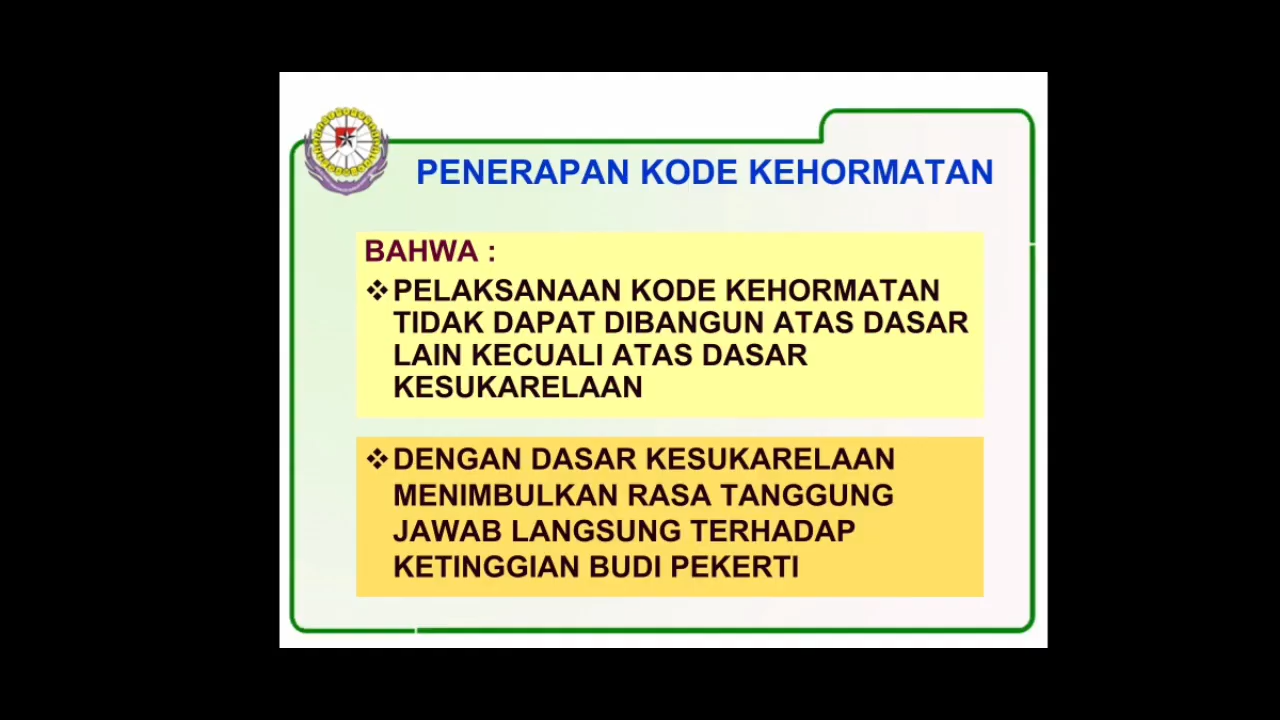 PENERAPAN KODE KEHORMATAN
BAHWA :
❖PELAKSANAAN KODE KEHORMATAN
TIDAK DAPAT DIBANGUN ATAS DASAR
LAIN KECUALI ATAS DASAR
KESUKARELAAN
❖DENGAN DASAR KESUKARELAAN
MENIMBULKAN RASA TANGGUNG
JAWAB LANGSUNG TERHADAP
KETINGGIAN BUDI PEKERTI